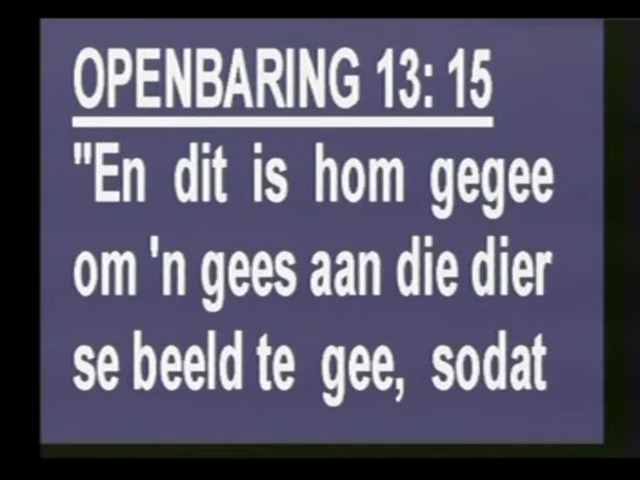 OPENBARING 13: 15
"En dit is hom gegee
om 'n gees aan die dier
se beeld te gee, sodat